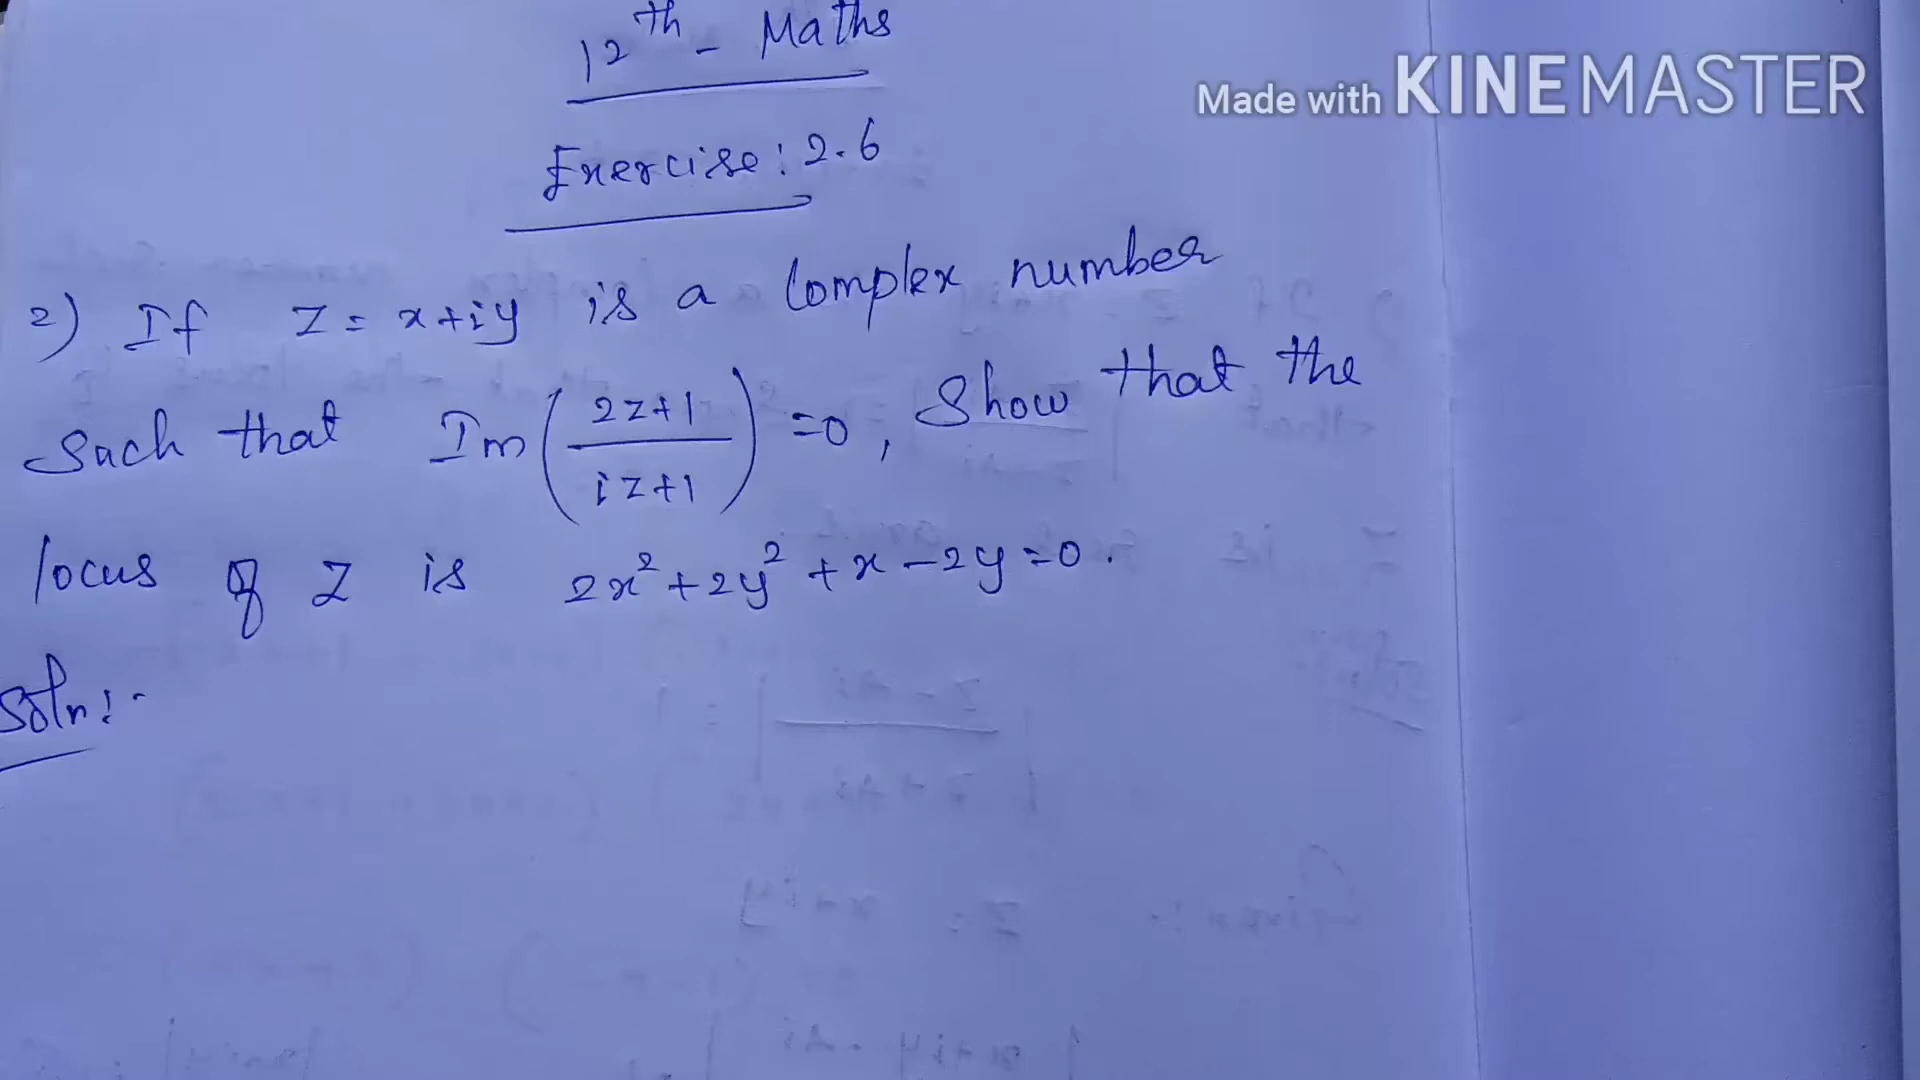 12th - Maths
Made with KINEMASTER
Exercise: 2.6
2) If z = x+iy is a complex number
such that Im(2z+1/iz+1) =0, show that the
locus of z is 2x²+2y²+x-2y=0.
Soln:-